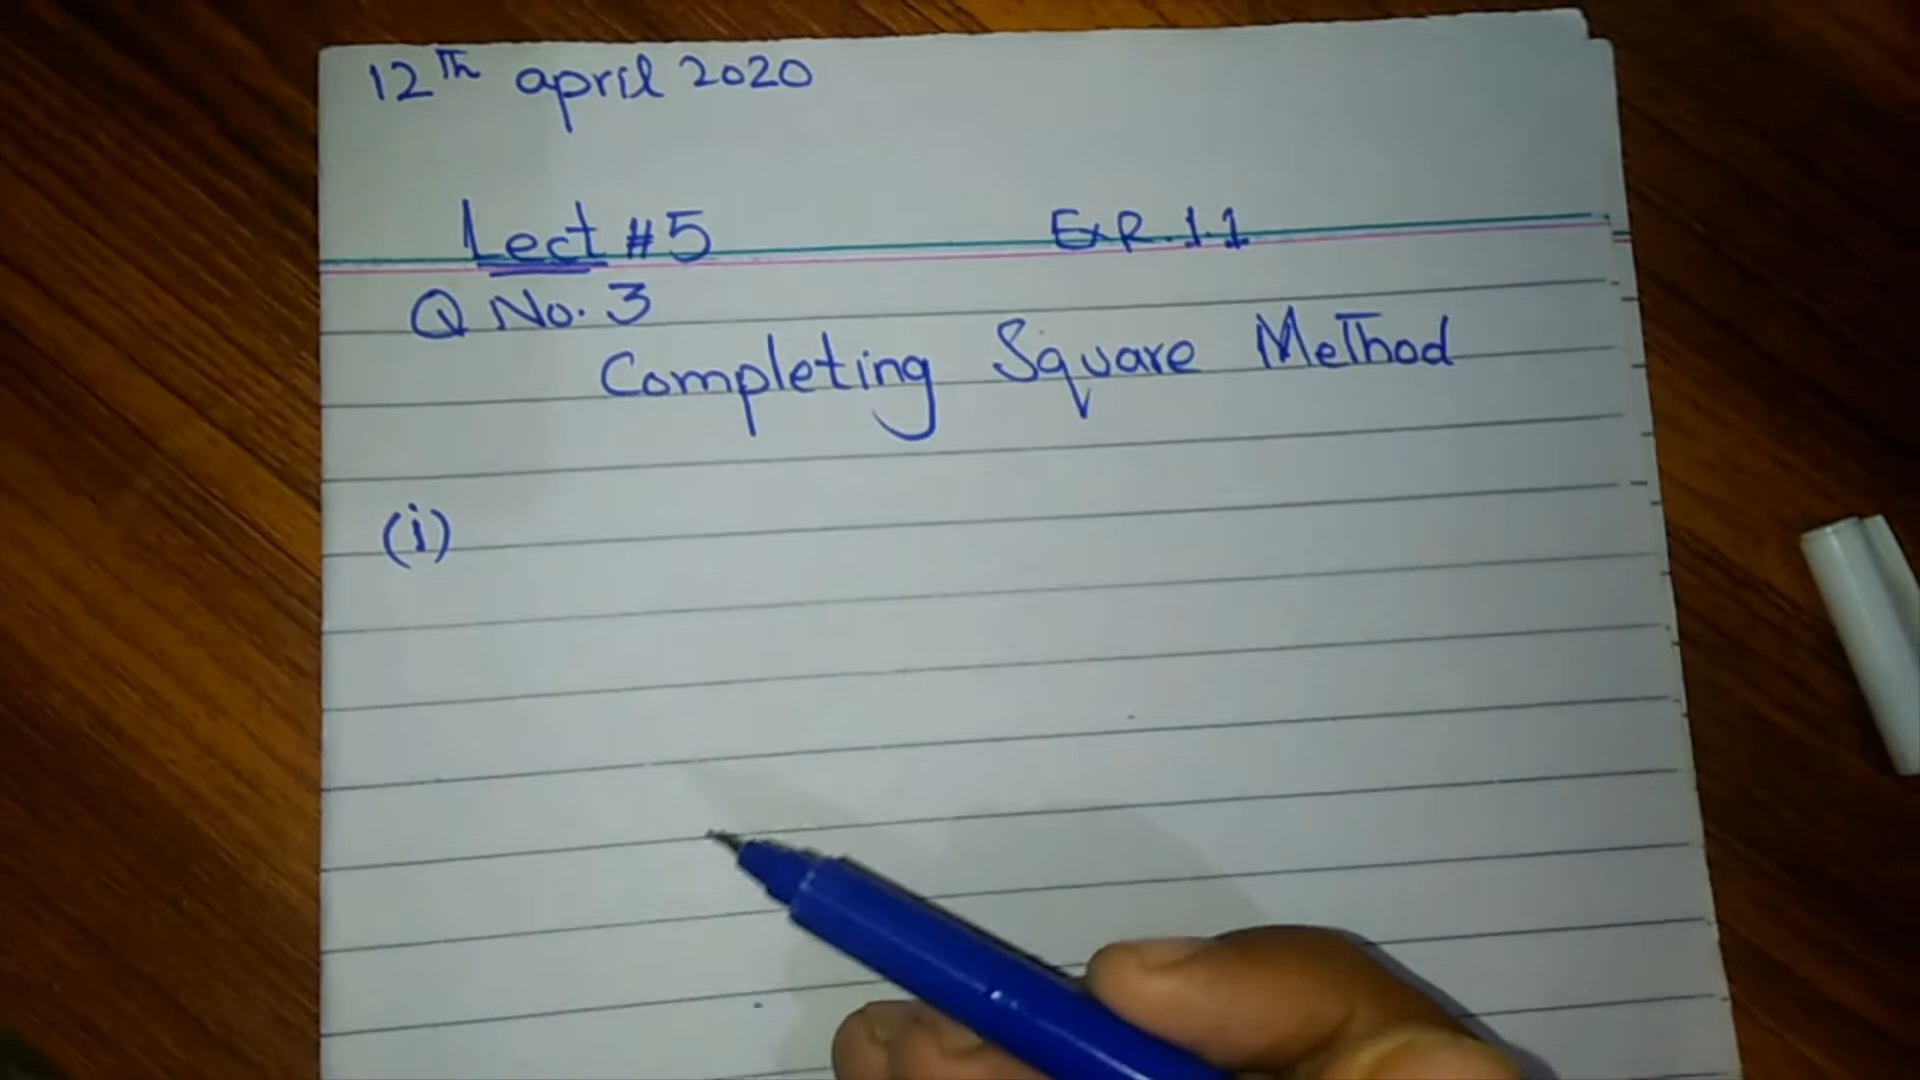 12Th april 2020
Lect #5 Ex.R. 1.1
Q No. 3
Completing Square MeThod
(i)